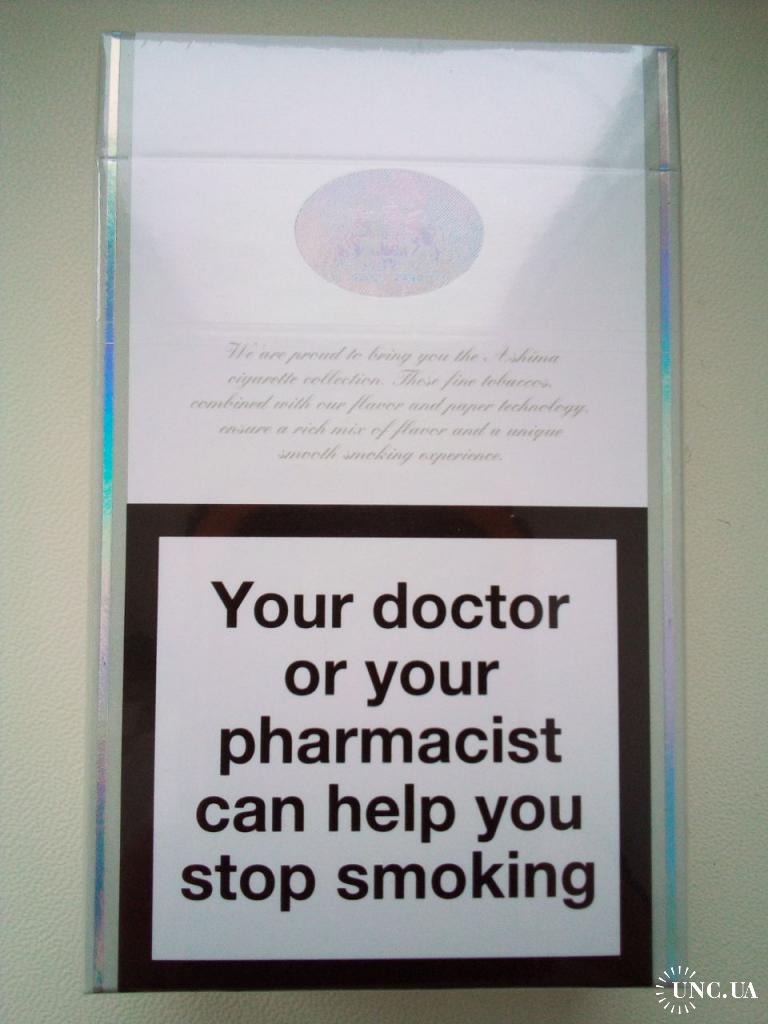 We are proud to bring you the Ashima
cigarette collection. These fine tobaccos,
combined with our flavor and paper technology,
ensure a rich mix of flavor and a unique
smooth smoking experience.
Your doctor
or your
pharmacist
can help you
stop smoking
UNC.UA